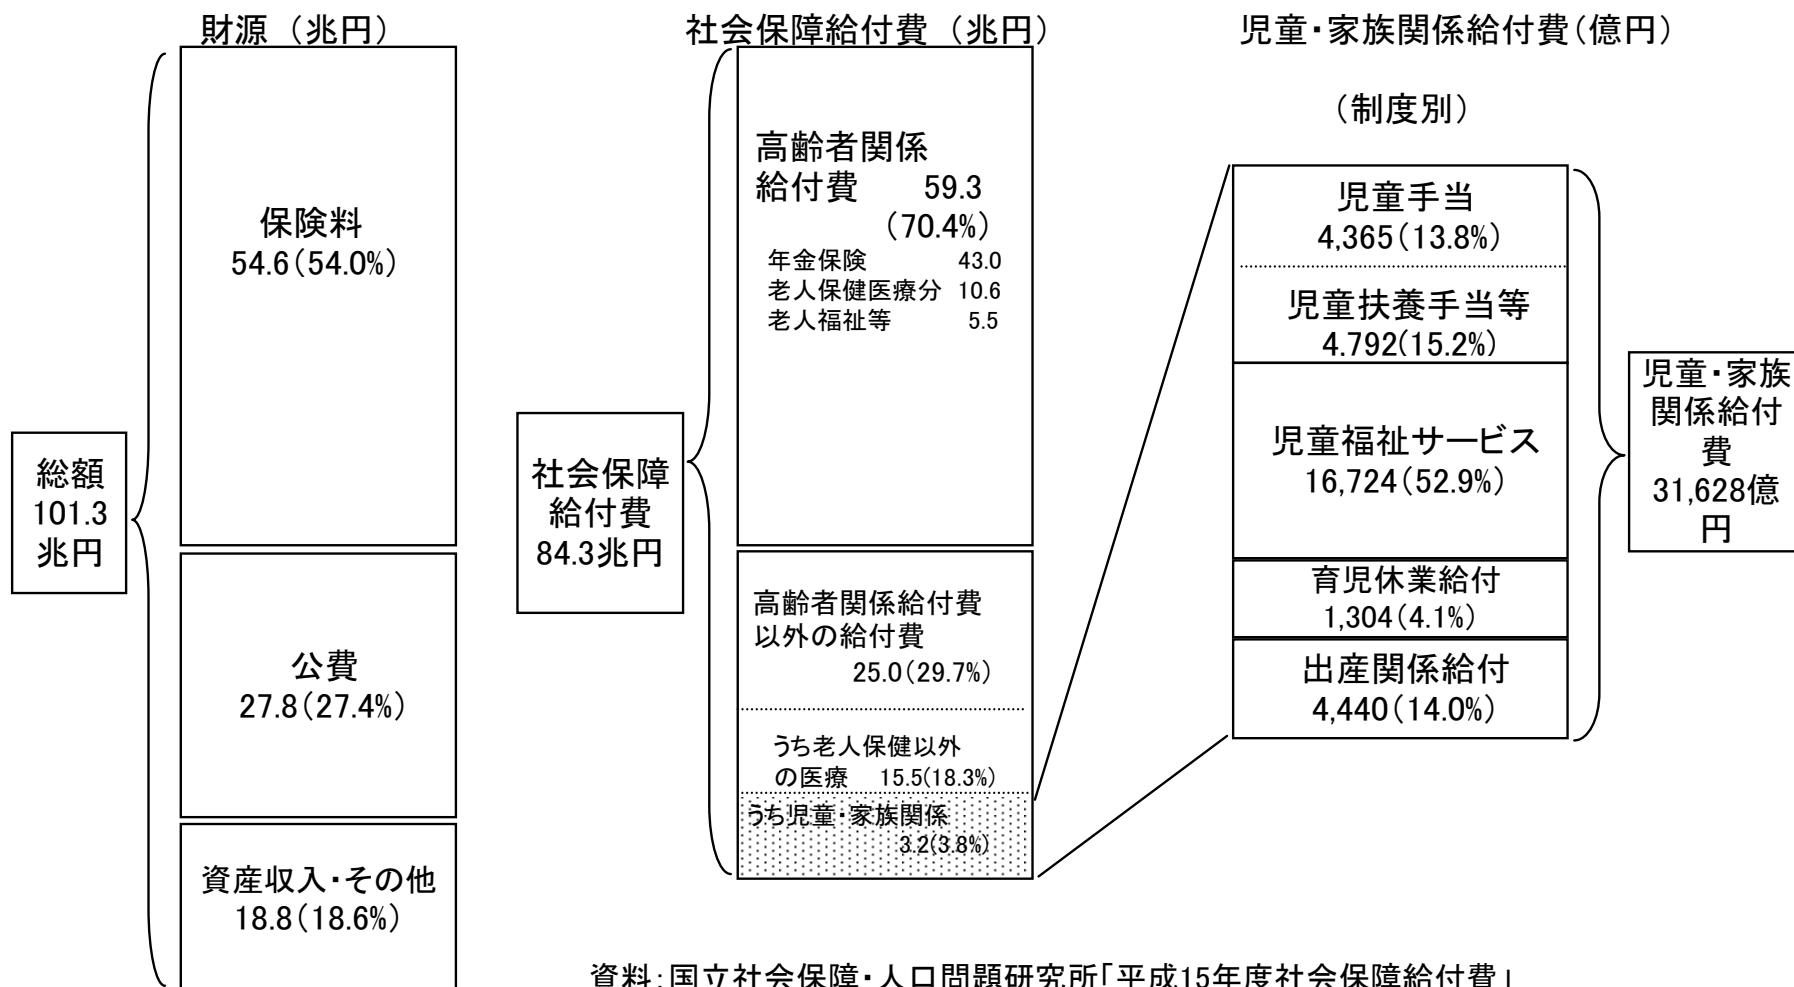 財源（兆円）
総額
101.3
兆円
保険料
54.6（54.0%）
公費
27.8（27.4%）
資産収入・その他
18.8（18.6%）
社会保障給付費（兆円）
社会保障
給付費
84.3兆円
高齢者関係
給付費 59.3
（70.4%）
年金保険 43.0
老人保健医療分 10.6
老人福祉等 5.5
高齢者関係給付費
以外の給付費
25.0（29.7%）
うち老人保健以外
の医療 15.5(18.3%)
うち児童・家族関係
3.2(3.8%)
児童・家族関係給付費（億円）
（制度別）
児童手当
4,365（13.8%）
児童扶養手当等
4.792(15.2%)
児童福祉サービス
16,724（52.9%）
育児休業給付
1,304（4.1%）
出産関係給付
4,440（14.0%）
児童・家族
関係給付
費
31,628億
円
資料：国立社会保障・人口問題研究所「平成15年度社会保障給付費」